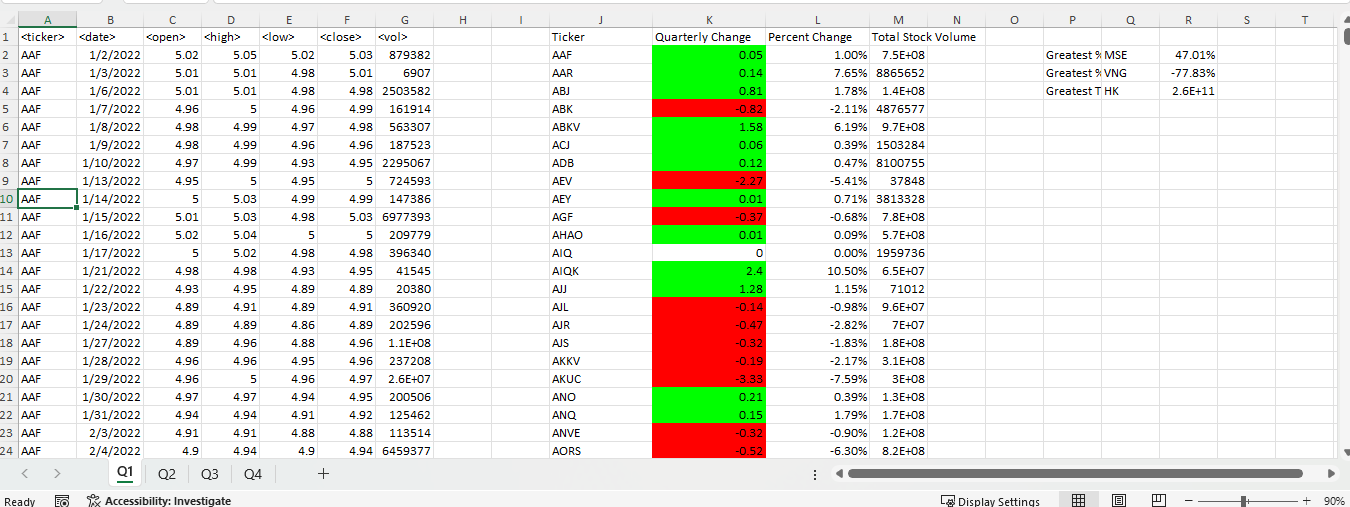 A B C D E F G H I J K L M N O P Q R S T
1 <ticker> <date> <open> <high> <low> <close> <vol> Ticker Quarterly Change Percent Change Total Stock Volume
2 AAF 1/2/2022 5.02 5.05 5.02 5.03 879382 AAF 0.05 1.00% 7.5E+08 Greatest % MSE 47.01%
3 AAF 1/3/2022 5.01 5.01 4.98 5.01 6907 AAR 0.14 7.65% 8865652 Greatest % VNG -77.83%
4 AAF 1/6/2022 5.01 5.01 4.98 4.98 2503582 ABJ 0.81 1.78% 1.4E+08 Greatest T HK 2.6E+11
5 AAF 1/7/2022 4.96 5 4.96 4.99 161914 ABK -0.82 -2.11% 4876577
6 AAF 1/8/2022 4.98 4.99 4.97 4.98 563307 ABKV 1.58 6.19% 9.7E+08
7 AAF 1/9/2022 4.98 4.99 4.96 4.96 187523 ACJ 0.06 0.39% 1503284
8 AAF 1/10/2022 4.97 4.99 4.93 4.95 2295067 ADB 0.12 0.47% 8100755
9 AAF 1/13/2022 4.95 5 4.95 5 724593 AEV -2.27 -5.41% 37848
10 AAF 1/14/2022 5 5.03 4.99 4.99 147386 AEY 0.01 0.71% 3813328
11 AAF 1/15/2022 5.01 5.03 4.98 5.03 6977393 AGF -0.37 -0.68% 7.8E+08
12 AAF 1/16/2022 5.02 5.04 5 5 209779 AHAO 0.01 0.09% 5.7E+08
13 AAF 1/17/2022 5 5.02 4.98 4.98 396340 AIQ 0 0.00% 1959736
14 AAF 1/21/2022 4.98 4.98 4.93 4.95 41545 AIQK 2.4 10.50% 6.5E+07
15 AAF 1/22/2022 4.93 4.95 4.89 4.89 20380 AJJ 1.28 1.15% 71012
16 AAF 1/23/2022 4.89 4.91 4.89 4.91 360920 AJL -0.14 -0.98% 9.6E+07
17 AAF 1/24/2022 4.89 4.89 4.86 4.89 202596 AJR -0.47 -2.82% 7E+07
18 AAF 1/27/2022 4.89 4.96 4.88 4.96 1.1E+08 AJS -0.32 -1.83% 1.8E+08
19 AAF 1/28/2022 4.96 4.96 4.95 4.96 237208 AKKV -0.19 -2.17% 3.1E+08
20 AAF 1/29/2022 4.96 5 4.96 4.97 2.6E+07 AKUC -3.33 -7.59% 3E+08
21 AAF 1/30/2022 4.97 4.97 4.94 4.95 200506 ANO 0.21 0.39% 1.3E+08
22 AAF 1/31/2022 4.94 4.94 4.91 4.92 125462 ANQ 0.15 1.79% 1.7E+08
23 AAF 2/3/2022 4.91 4.91 4.88 4.88 113514 ANVE -0.32 -0.90% 1.2E+08
24 AAF 2/4/2022 4.9 4.94 4.9 4.94 6459377 AORS -0.52 -6.30% 8.2E+08
Q1 Q2 Q3 Q4
Ready Accessibility: Investigate Display Settings 90%